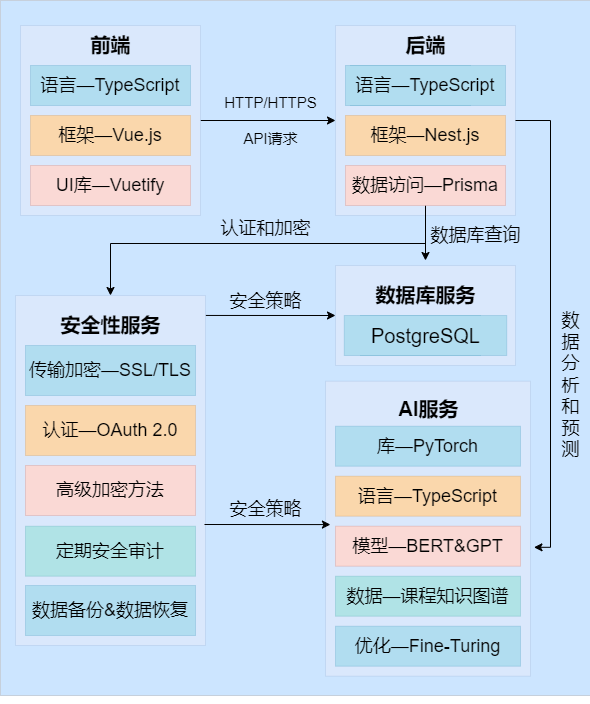 前端
语言—TypeScript
框架—Vue.js
UI库—Vuetify
HTTP/HTTPS
API请求
后端
语言—TypeScript
框架—Nest.js
数据访问—Prisma
认证和加密
数据库查询
安全性服务
传输加密—SSL/TLS
认证—OAuth 2.0
高级加密方法
定期安全审计
数据备份&数据恢复
安全策略
安全策略
数据库服务
PostgreSQL
AI服务
库—PyTorch
语言—TypeScript
模型—BERT&GPT
数据—课程知识图谱
优化—Fine-Turing
数据分析和预测